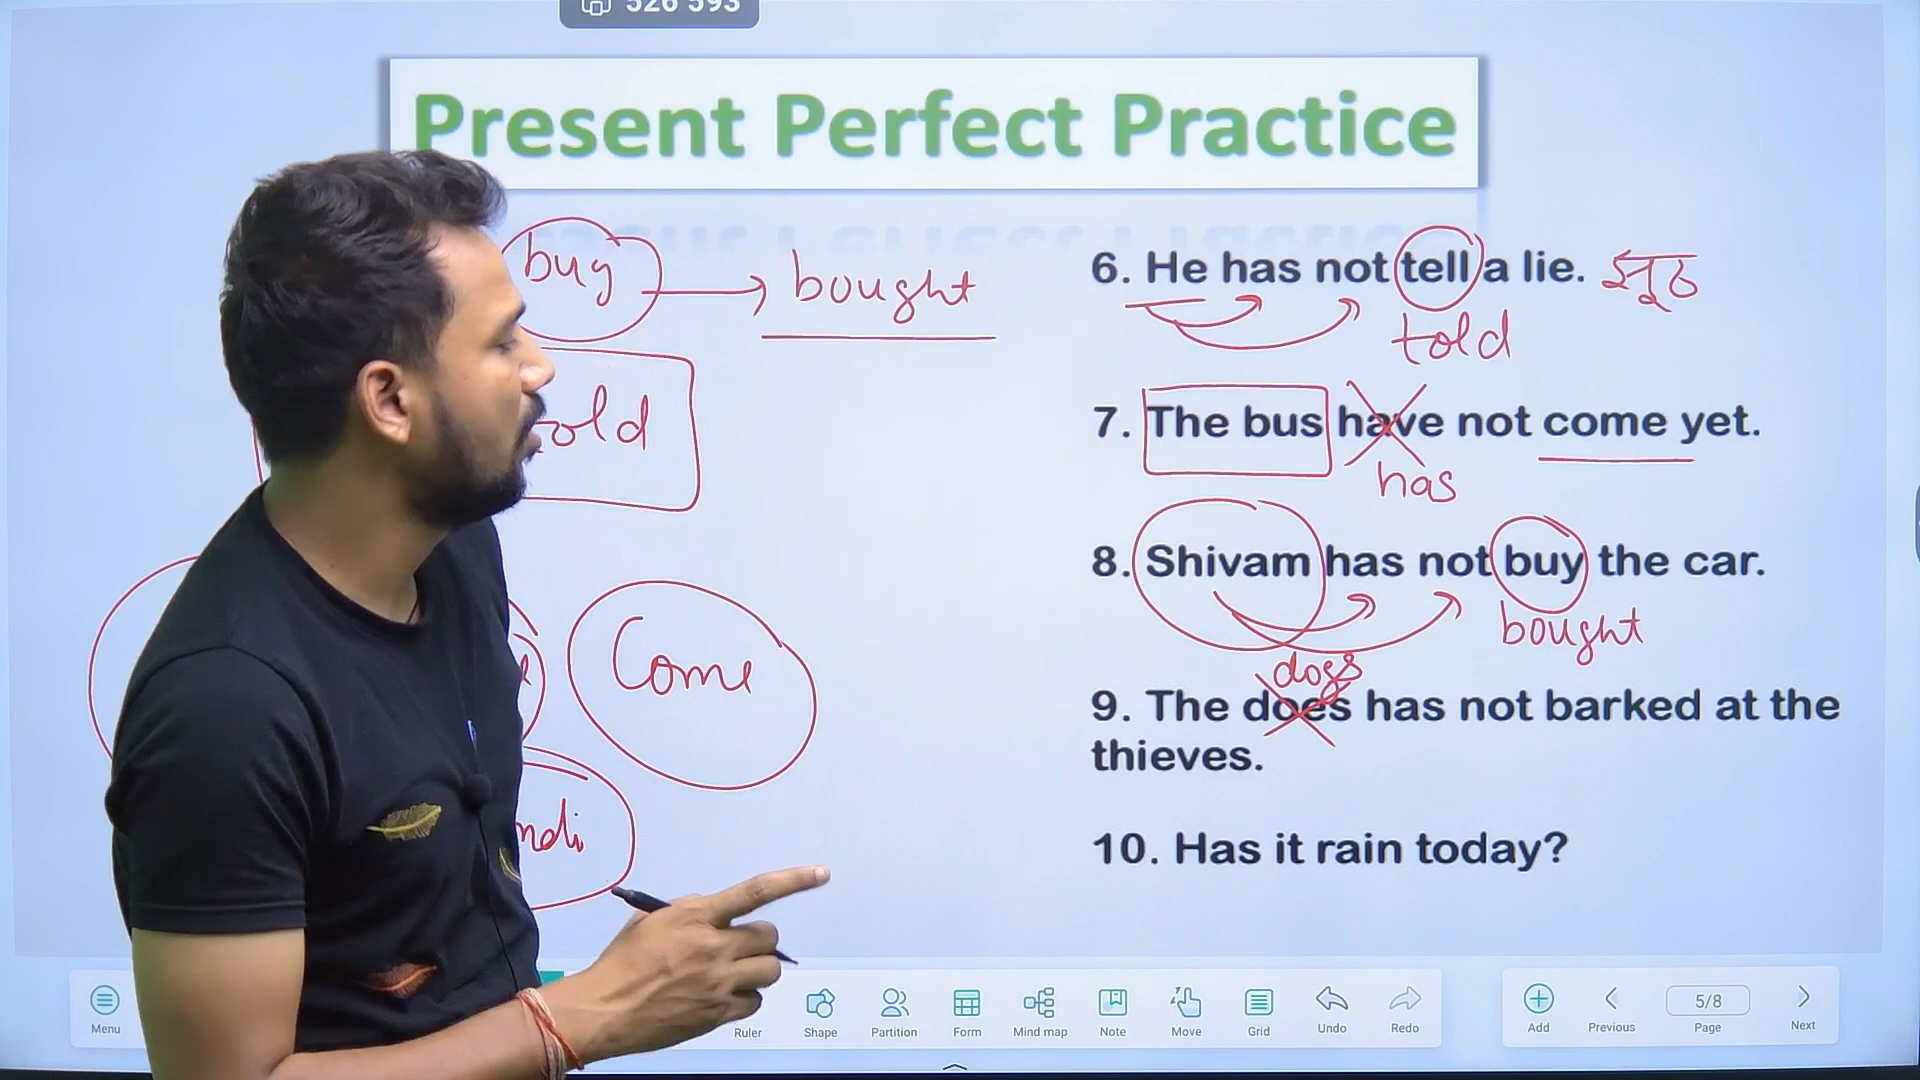 526 593
Present Perfect Practice
buy → bought
told
Come
6. He has not tell a lie. झूठ
told
7. The bus have not come yet.
has
8. Shivam has not buy the car.
bought
dogs
9. The does has not barked at the
thieves.
10. Has it rain today?
Menu
Ruler Shape Partition Form Mind map Note Move Grid Undo Redo
Add Previous 5/8 Page Next